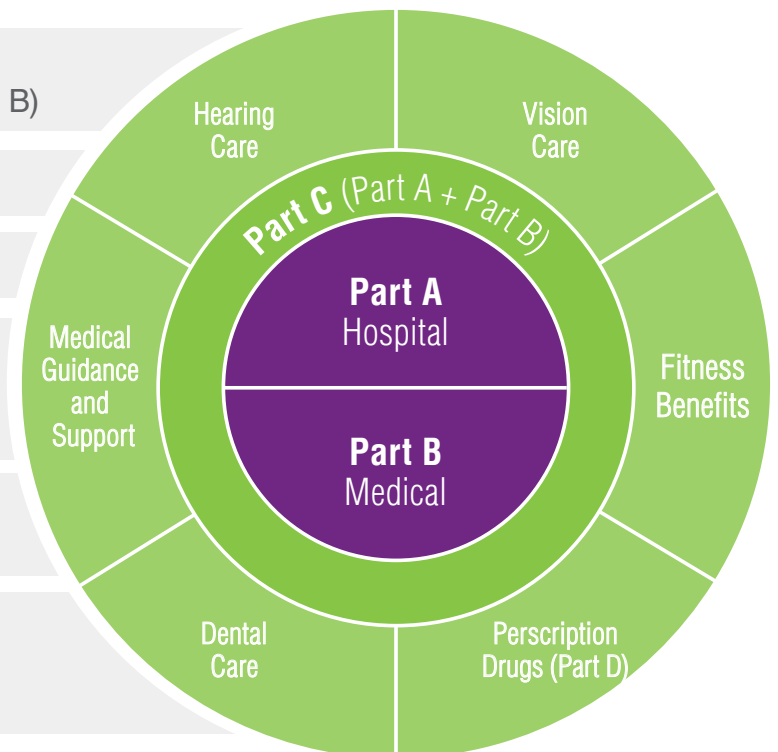 B)
Hearing
Care
Vision
Care
Part C (Part A + Part B)
Part A
Hospital
Medical
Guidance
and
Support
Fitness
Benefits
Part B
Medical
Dental
Care
Perscription
Drugs (Part D)